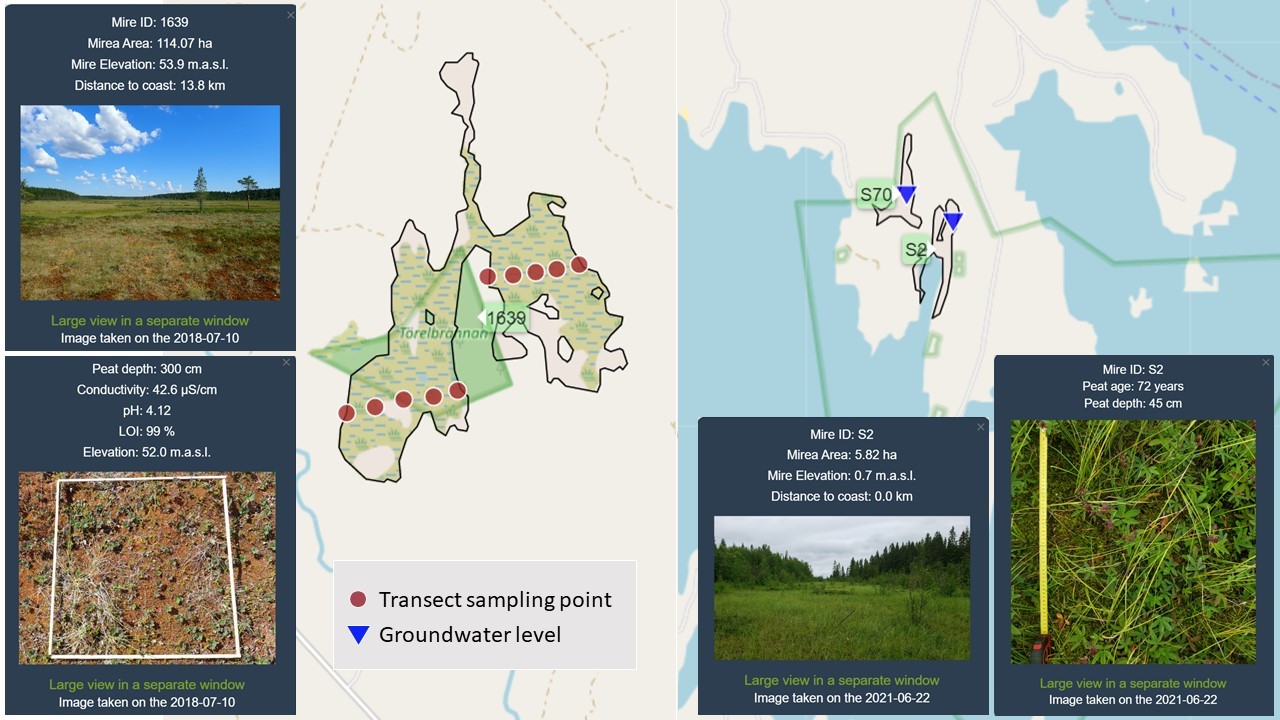 Mire ID: 1639
Mirea Area: 114.07 ha
Mire Elevation: 53.9 m.a.s.l.
Distance to coast: 13.8 km
Large view in a separate window
Image taken on the 2018-07-10
Peat depth: 300 cm
Conductivity: 42.6 µS/cm
pH: 4.12
LOI: 99 %
Elevation: 52.0 m.a.s.l.
Large view in a separate window
Image taken on the 2018-07-10
1639
Torelbrännan
Transect sampling point
Groundwater level
S70
S2
Mire ID: S2
Mirea Area: 5.82 ha
Mire Elevation: 0.7 m.a.s.l.
Distance to coast: 0.0 km
Large view in a separate window
Image taken on the 2021-06-22
Mire ID: S2
Peat age: 72 years
Peat depth: 45 cm
Large view in a separate window
Image taken on the 2021-06-22